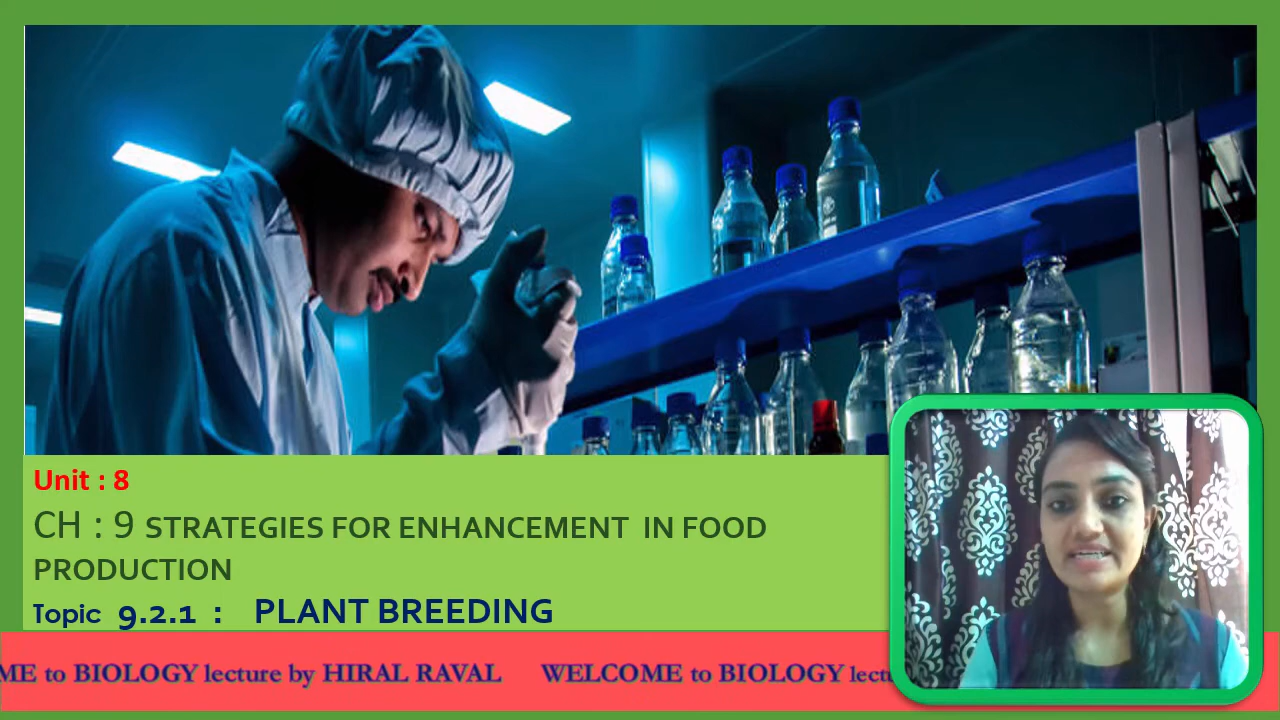 Unit : 8
CH : 9 STRATEGIES FOR ENHANCEMENT IN FOOD
PRODUCTION
Topic 9.2.1 : PLANT BREEDING
ME to BIOLOGY lecture by HIRAL RAVAL WELCOME to BIOLOGY lect